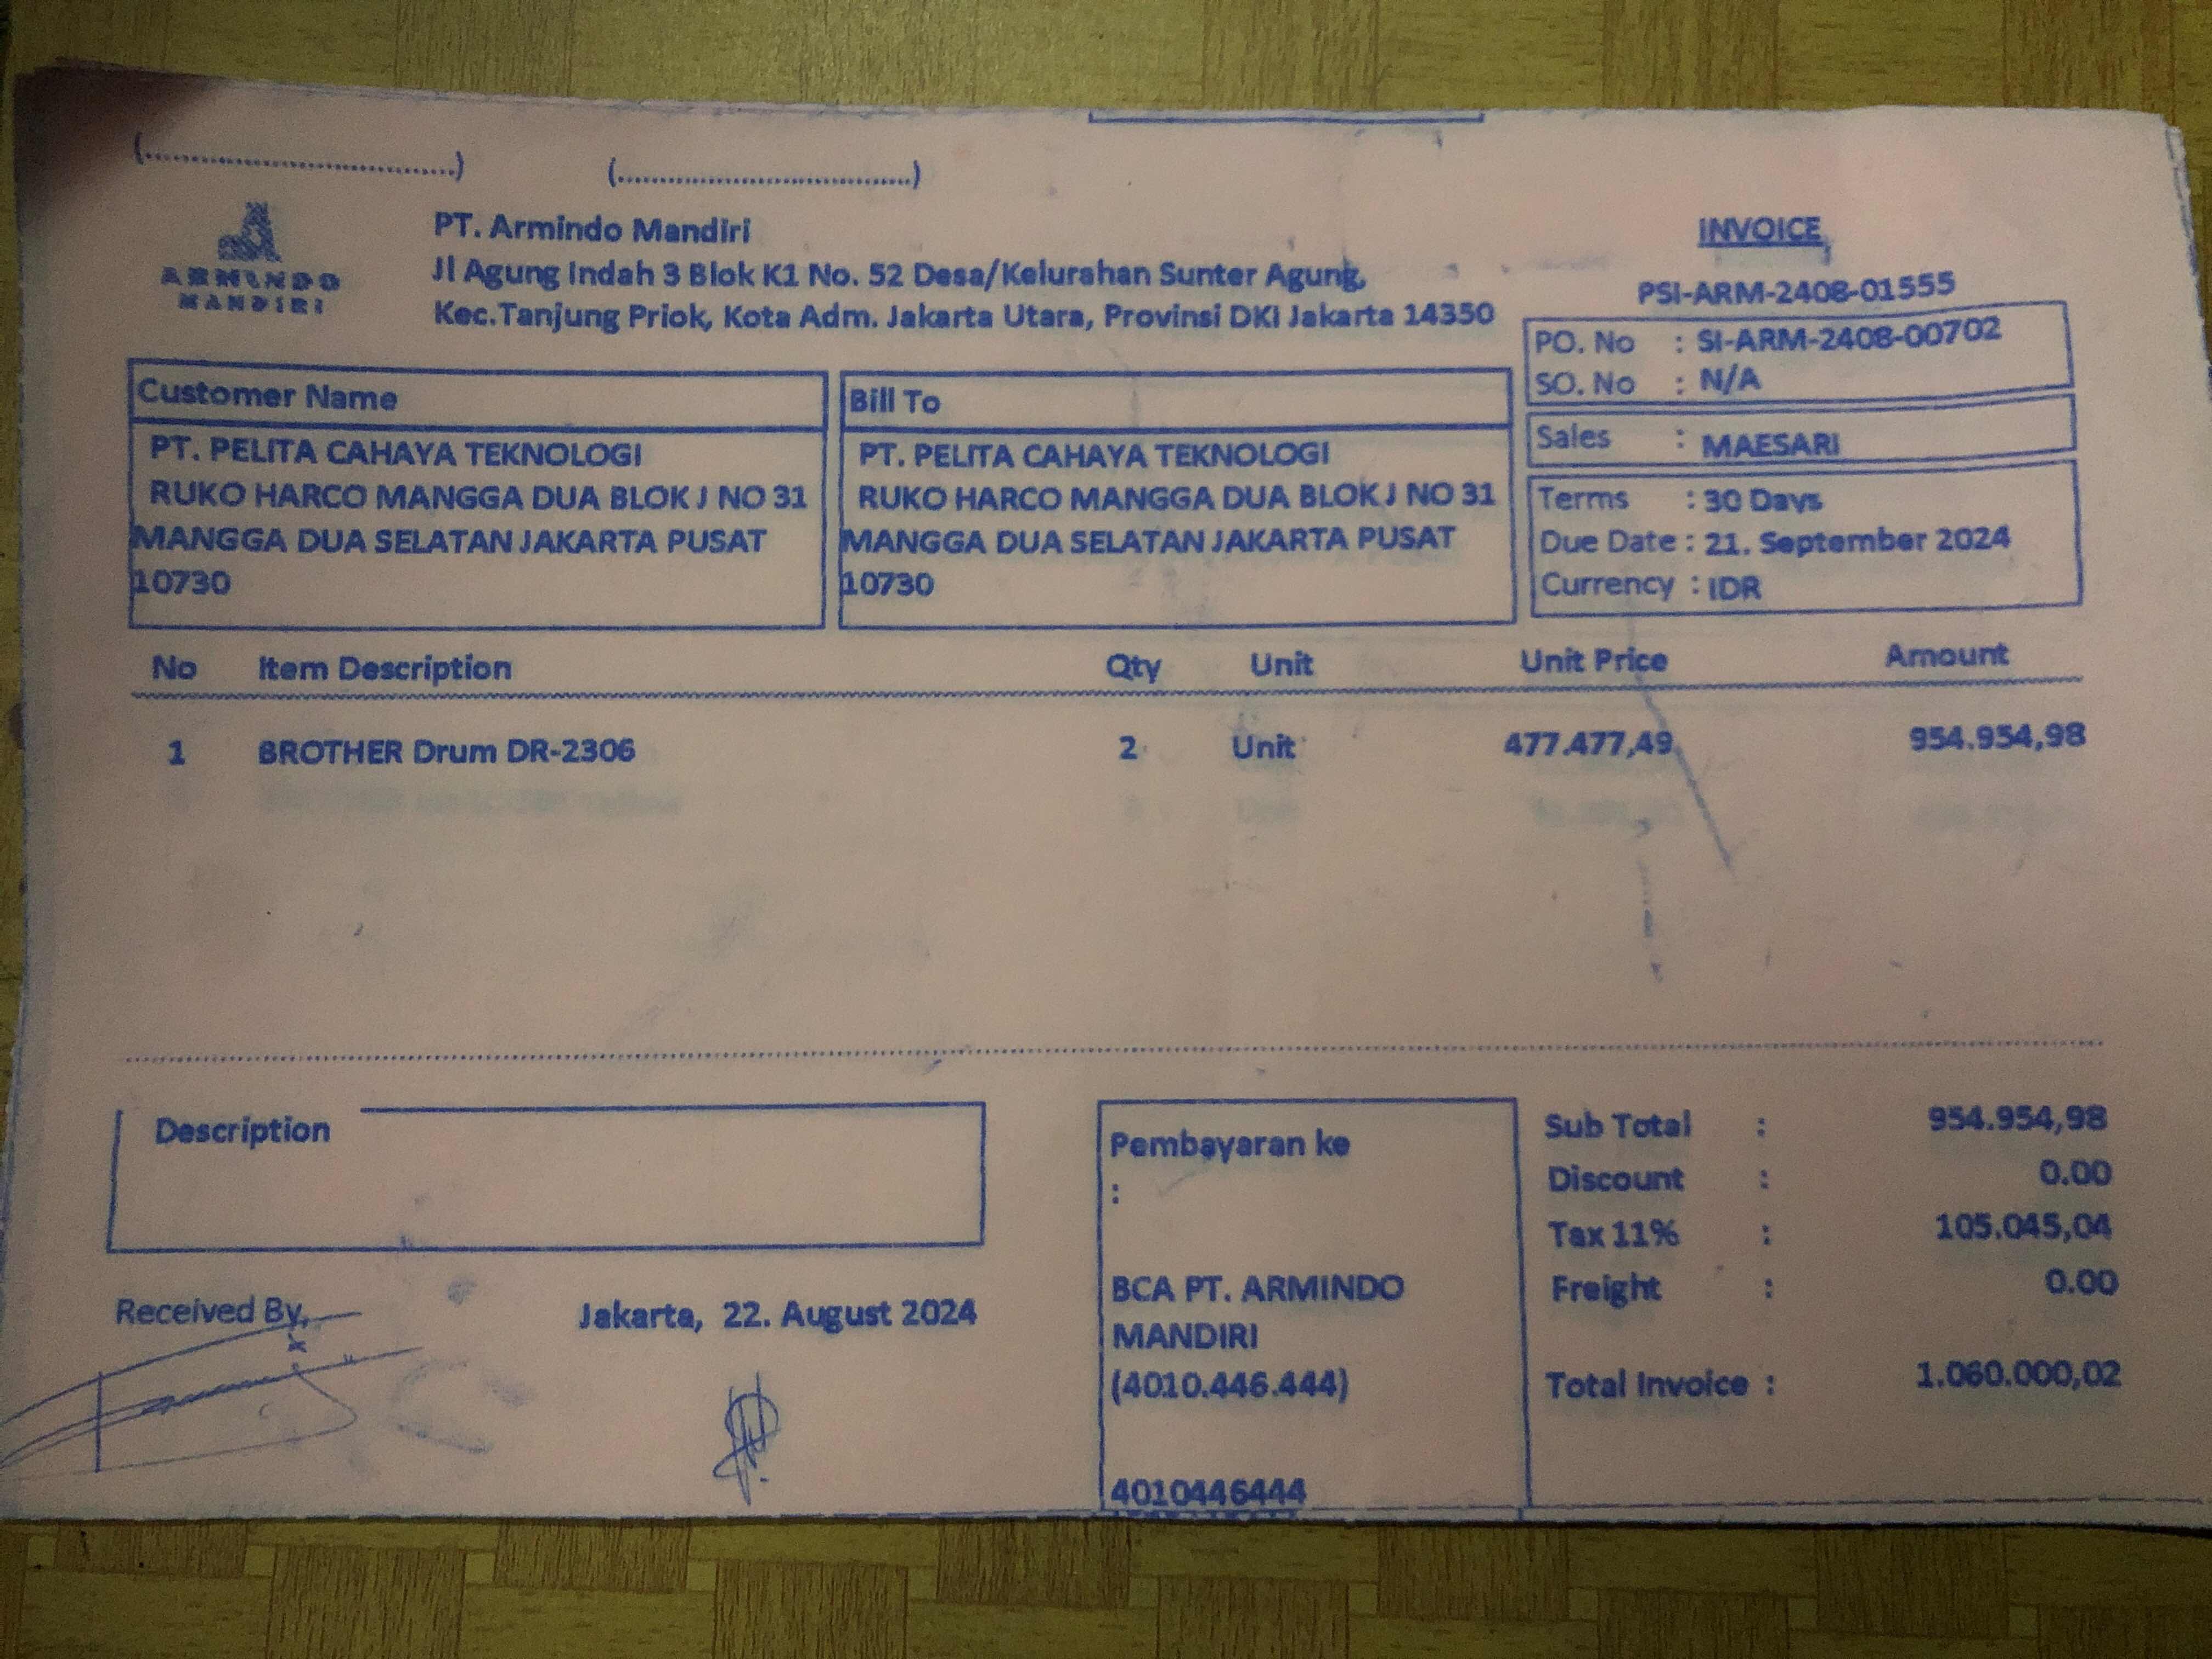 (................................) (................................)
ARMINDO
MANDIRI
PT. Armindo Mandiri
Jl Agung Indah 3 Blok K1 No. 52 Desa/Kelurahan Sunter Agung,
Kec.Tanjung Priok, Kota Adm. Jakarta Utara, Provinsi DKI Jakarta 14350
INVOICE
PSI-ARM-2408-01555
PO. No : SI-ARM-2408-00702
SO. No : N/A
Sales : MAESARI
Terms : 30 Days
Due Date : 21. September 2024
Currency : IDR
Customer Name
PT. PELITA CAHAYA TEKNOLOGI
RUKO HARCO MANGGA DUA BLOK J NO 31
MANGGA DUA SELATAN JAKARTA PUSAT
10730
Bill To
PT. PELITA CAHAYA TEKNOLOGI
RUKO HARCO MANGGA DUA BLOK J NO 31
MANGGA DUA SELATAN JAKARTA PUSAT
10730
No Item Description Qty Unit Unit Price Amount
1 BROTHER Drum DR-2306 2 Unit 477.477,49 954.954,98
Description
Received By,
Jakarta, 22. August 2024
Pembayaran ke
:
BCA PT. ARMINDO
MANDIRI
(4010.446.444)
4010446444
Sub Total : 954.954,98
Discount : 0.00
Tax 11% : 105.045,04
Freight : 0.00
Total Invoice : 1.060.000,02